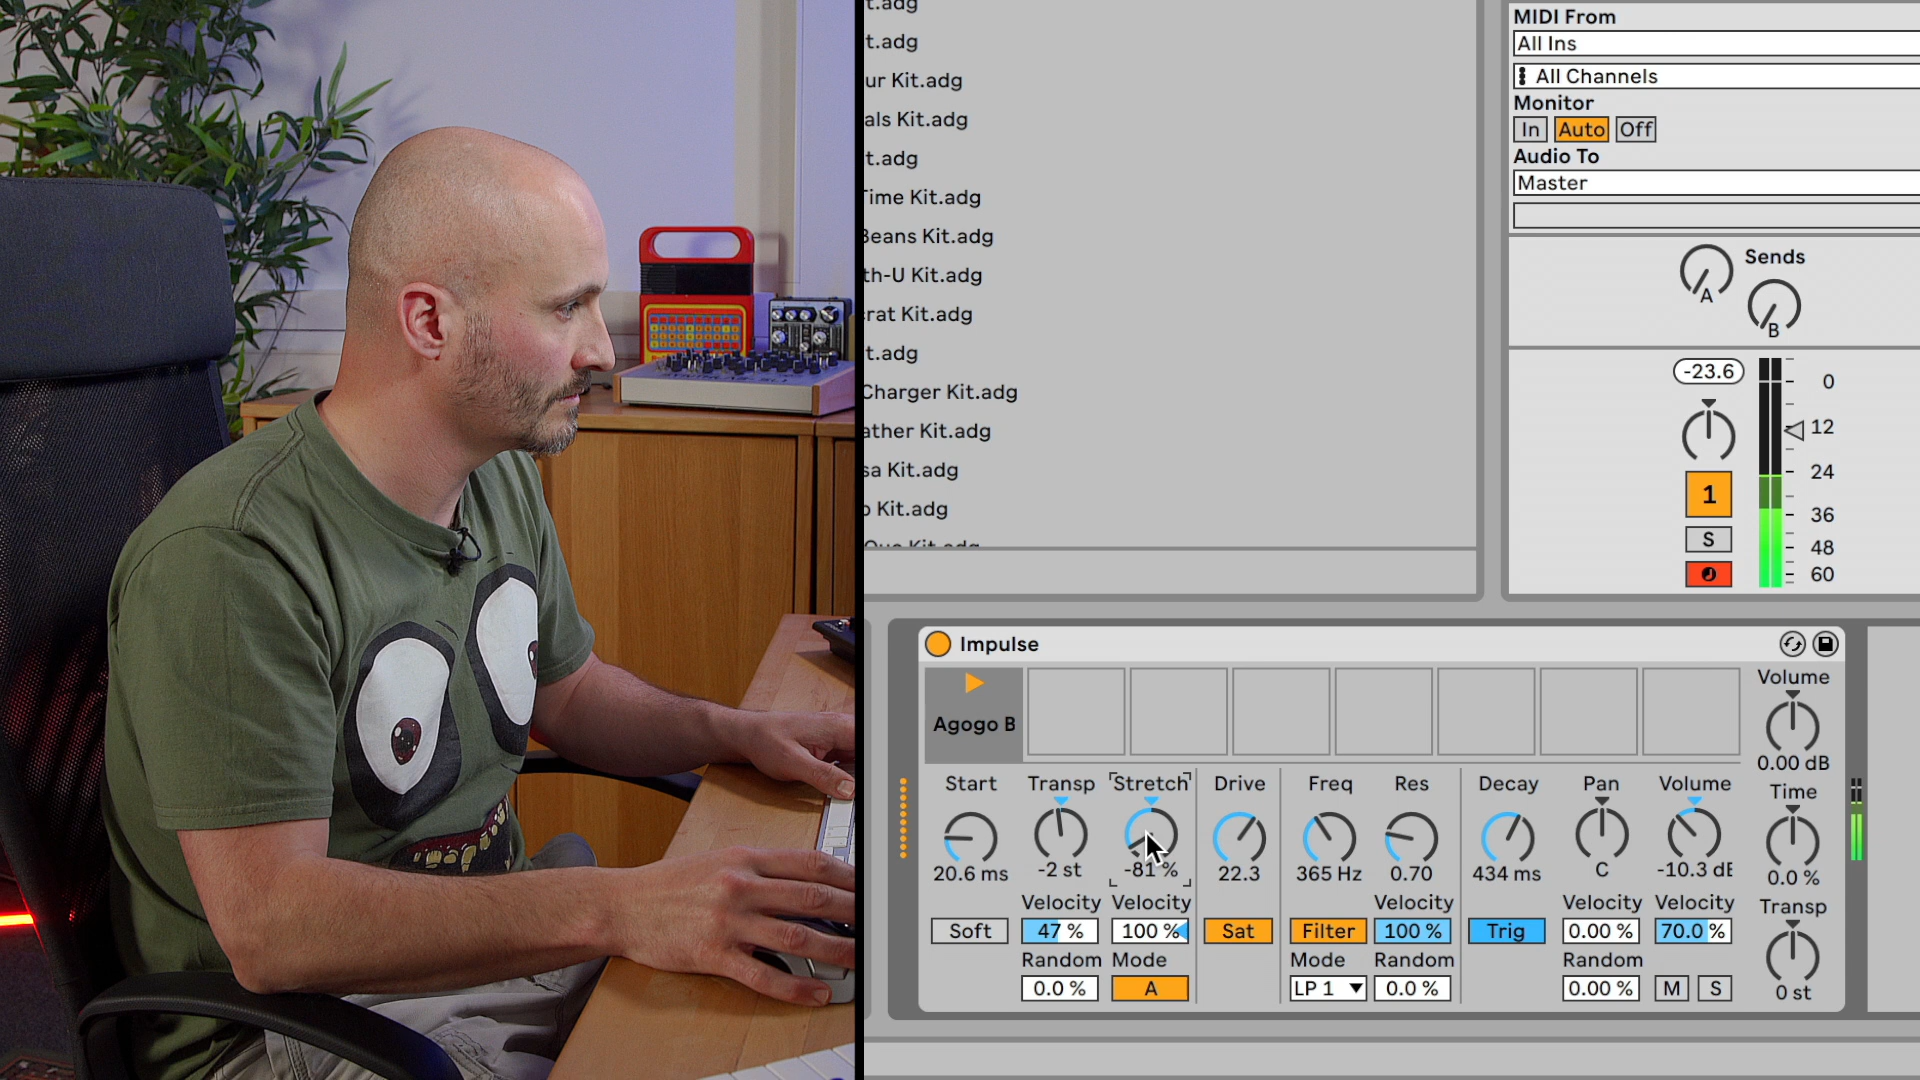 t.adg
t.adg
ur Kit.adg
als Kit.adg
t.adg
Time Kit.adg
Beans Kit.adg
th-U Kit.adg
crat Kit.adg
t.adg
Charger Kit.adg
ather Kit.adg
sa Kit.adg
o Kit.adg
MIDI From
All Ins
All Channels
Monitor
In Auto Off
Audio To
Master
Sends
A
B
-23.6
0
12
24
36
48
60
1
S
Impulse
Agogo B
Volume
0.00 dB
Time
0.0 %
Transp
0 st
Start Transp Stretch Drive Freq Res Decay Pan Volume
20.6 ms -2 st -81 % 22.3 365 Hz 0.70 434 ms C -10.3 dB
Velocity Velocity Velocity Velocity Velocity
Soft 47 % 100 % Sat Filter 100 % Trig 0.00 % 70.0 %
Random Mode Mode Random Random
0.0 % A LP 1 0.0 % 0.00 % M S